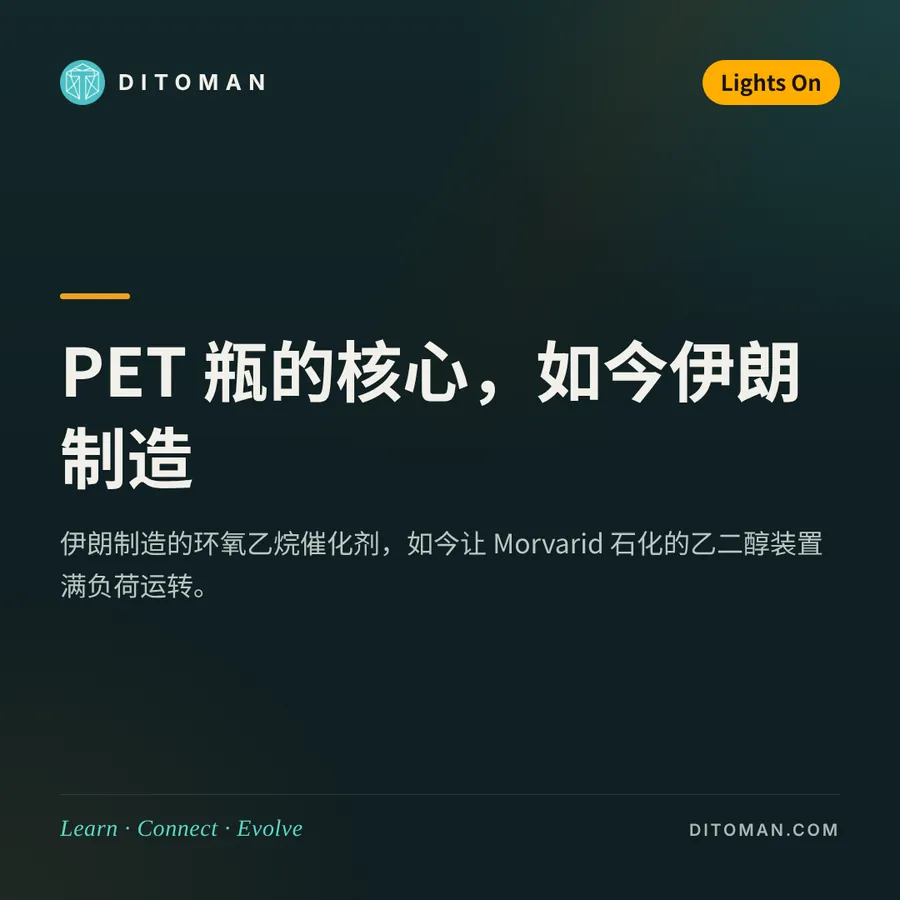 DITOMAN
Lights On
PET 瓶的核心，如今伊朗
制造
伊朗制造的环氧乙烷催化剂，如今让 Morvarid 石化的乙二醇装置
满负荷运转。
Learn · Connect · Evolve
DITOMAN.COM